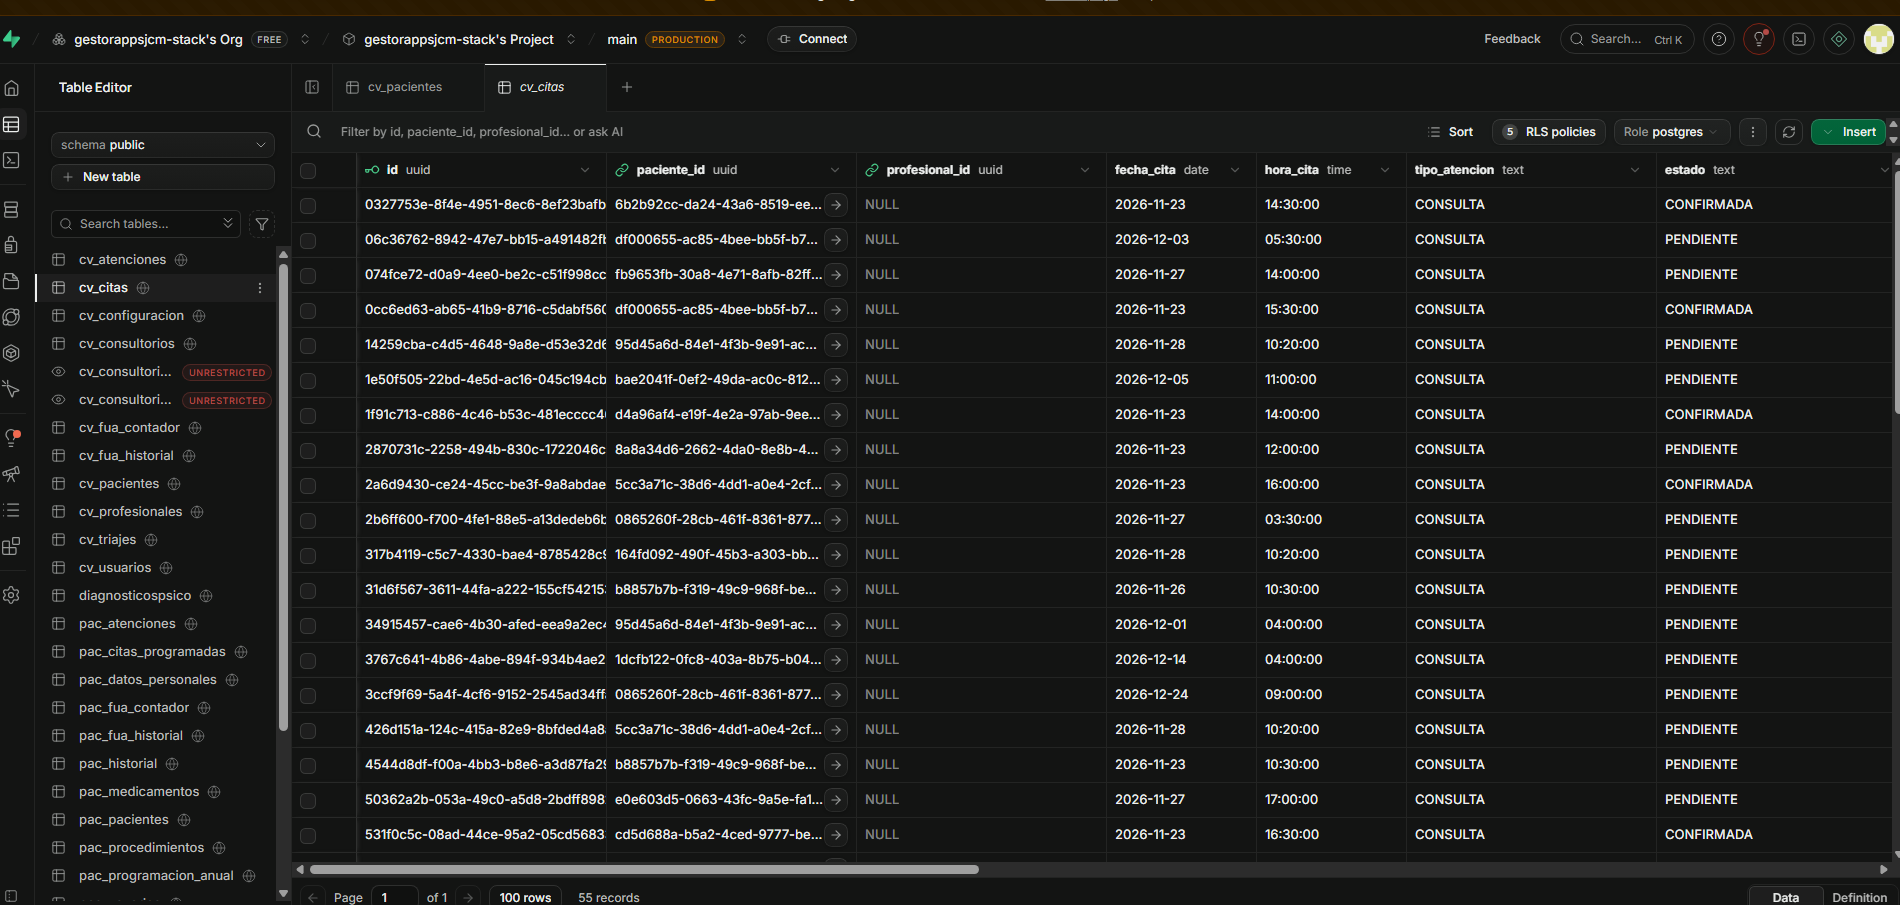 gestorappsjcm-stack's Org FREE / gestorappsjcm-stack's Project / main PRODUCTION Connect Feedback Search... Ctrl K
Table Editor
cv_pacientes
cv_citas
schema public
New table
Search tables...
cv_atenciones
cv_citas
cv_configuracion
cv_consultorios
cv_consultori... UNRESTRICTED
cv_consultori... UNRESTRICTED
cv_fua_contador
cv_fua_historial
cv_pacientes
cv_profesionales
cv_triajes
cv_usuarios
diagnosticospsico
pac_atenciones
pac_citas_programadas
pac_datos_personales
pac_fua_contador
pac_fua_historial
pac_historial
pac_medicamentos
pac_pacientes
pac_procedimientos
pac_programacion_anual
Filter by id, paciente_id, profesional_id... or ask AI
Sort 5 RLS policies Role postgres Insert
id uuid paciente_id uuid profesional_id uuid fecha_cita date hora_cita time tipo_atencion text estado text
0327753e-8f4e-4951-8ec6-8ef23bafb 6b2b92cc-da24-43a6-8519-ee... NULL 2026-11-23 14:30:00 CONSULTA CONFIRMADA
06c36762-8942-47e7-bb15-a491482fb df000655-ac85-4bee-bb5f-b7... NULL 2026-12-03 05:30:00 CONSULTA PENDIENTE
074fce72-d0a9-4ee0-be2c-c51f998cc fb9653fb-30a8-4e71-8afb-82ff... NULL 2026-11-27 14:00:00 CONSULTA PENDIENTE
0cc6ed63-ab65-41b9-8716-c5dabf560 df000655-ac85-4bee-bb5f-b7... NULL 2026-11-23 15:30:00 CONSULTA CONFIRMADA
14259cba-c4d5-4648-9a8e-d53e32d6 95d45a6d-84e1-4f3b-9e91-ac... NULL 2026-11-28 10:20:00 CONSULTA PENDIENTE
1e50f505-22bd-4e5d-ac16-045c194cb bae2041f-0ef2-49da-ac0c-812... NULL 2026-12-05 11:00:00 CONSULTA PENDIENTE
1f91c713-c886-4c46-b53c-481ecccc4 d4a96af4-e19f-4e2a-97ab-9ee... NULL 2026-11-23 14:00:00 CONSULTA CONFIRMADA
2870731c-2258-494b-830c-1722046c 8a8a34d6-2662-4da0-8e8b-4... NULL 2026-11-23 12:00:00 CONSULTA PENDIENTE
2a6d9430-ce24-45cc-be3f-9a8abdae 5cc3a71c-38d6-4dd1-a0e4-2cf... NULL 2026-11-23 16:00:00 CONSULTA CONFIRMADA
2b6ff600-f700-4fe1-88e5-a13dedeb6b 0865260f-28cb-461f-8361-877... NULL 2026-11-27 03:30:00 CONSULTA PENDIENTE
317b4119-c5c7-4330-bae4-8785428c9 164fd092-490f-45b3-a303-bb... NULL 2026-11-28 10:20:00 CONSULTA PENDIENTE
31d6f567-3611-44fa-a222-155cf54215 b8857b7b-f319-49c9-968f-be... NULL 2026-11-26 10:30:00 CONSULTA PENDIENTE
34915457-cae6-4b30-afed-eea9a2ec4 95d45a6d-84e1-4f3b-9e91-ac... NULL 2026-12-01 04:00:00 CONSULTA PENDIENTE
3767c641-4b86-4abe-894f-934b4ae2 1dcfb122-0fc8-403a-8b75-b04... NULL 2026-12-14 04:00:00 CONSULTA PENDIENTE
3ccf9f69-5a4f-4cf6-9152-2545ad34ff 0865260f-28cb-461f-8361-877... NULL 2026-12-24 09:00:00 CONSULTA PENDIENTE
426d151a-124c-415a-82e9-8bfded4a8 5cc3a71c-38d6-4dd1-a0e4-2cf... NULL 2026-11-28 10:20:00 CONSULTA PENDIENTE
4544d8df-f00a-4bb3-b8e6-a3d87fa29 b8857b7b-f319-49c9-968f-be... NULL 2026-11-23 10:30:00 CONSULTA PENDIENTE
50362a2b-053a-49c0-a5d8-2bdff898 e0e603d5-0663-43fc-9a5e-fa1... NULL 2026-11-27 17:00:00 CONSULTA PENDIENTE
531f0c5c-08ad-44ce-95a2-05cd5683 cd5d688a-b5a2-4ced-9777-be... NULL 2026-11-23 16:30:00 CONSULTA CONFIRMADA
Page 1 of 1 100 rows 55 records Data Definition